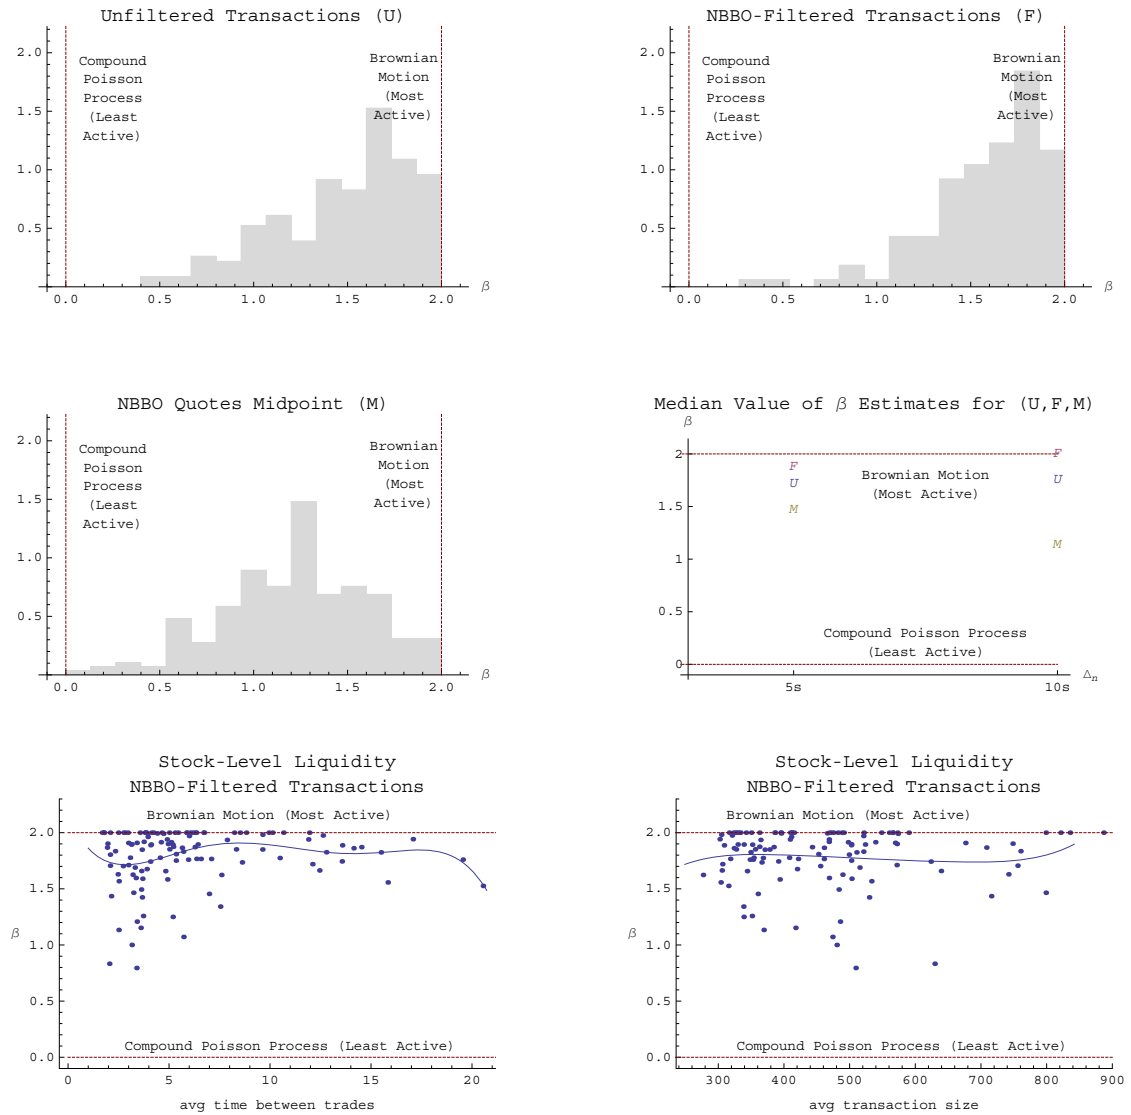 Unfiltered Transactions (U)
2.0
1.5
1.0
0.5
Compound
Poisson
Process
(Least
Active)
Brownian
Motion
(Most
Active)
0.0 0.5 1.0 1.5 2.0
β
NBBO-Filtered Transactions (F)
2.0
1.5
1.0
0.5
Compound
Poisson
Process
(Least
Active)
Brownian
Motion
(Most
Active)
0.0 0.5 1.0 1.5 2.0
β
NBBO Quotes Midpoint (M)
2.0
1.5
1.0
0.5
Compound
Poisson
Process
(Least
Active)
Brownian
Motion
(Most
Active)
0.0 0.5 1.0 1.5 2.0
β
Median Value of β Estimates for (U,F,M)
β
2
1.5
1
0.5
0
F
U
M
F
U
M
Brownian Motion
(Most Active)
Compound Poisson Process
(Least Active)
5s 10s
Δn
Stock-Level Liquidity
NBBO-Filtered Transactions
Brownian Motion (Most Active)
2.0
1.5
1.0
0.5
0.0
β
Compound Poisson Process (Least Active)
0 5 10 15 20
avg time between trades
Stock-Level Liquidity
NBBO-Filtered Transactions
Brownian Motion (Most Active)
2.0
1.5
1.0
0.5
0.0
β
Compound Poisson Process (Least Active)
300 400 500 600 700 800 900
avg transaction size